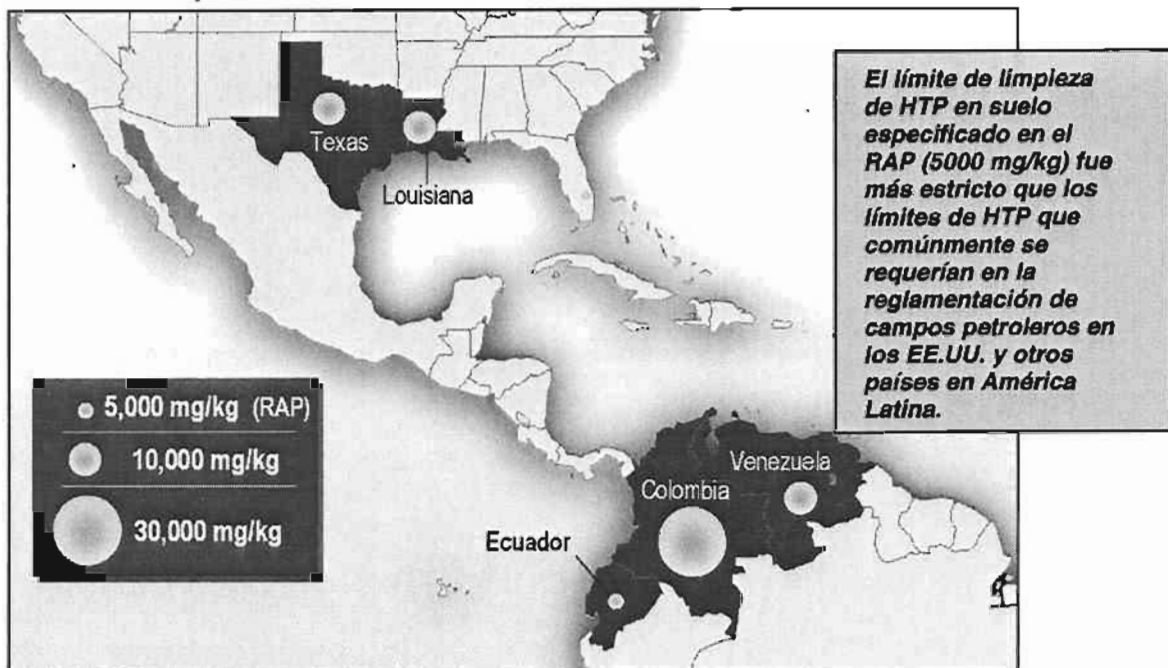 El límite de limpieza
de HTP en suelo
especificado en el
RAP (5000 mg/kg) fue
más estricto que los
límites de HTP que
comúnmente se
requerían en la
reglamentación de
campos petroleros en
los EE.UU. y otros
países en América
Latina.
Texas
Louisiana
5,000 mg/kg (RAP)
10,000 mg/kg
30,000 mg/kg
Venezuela
Colombia
Ecuador